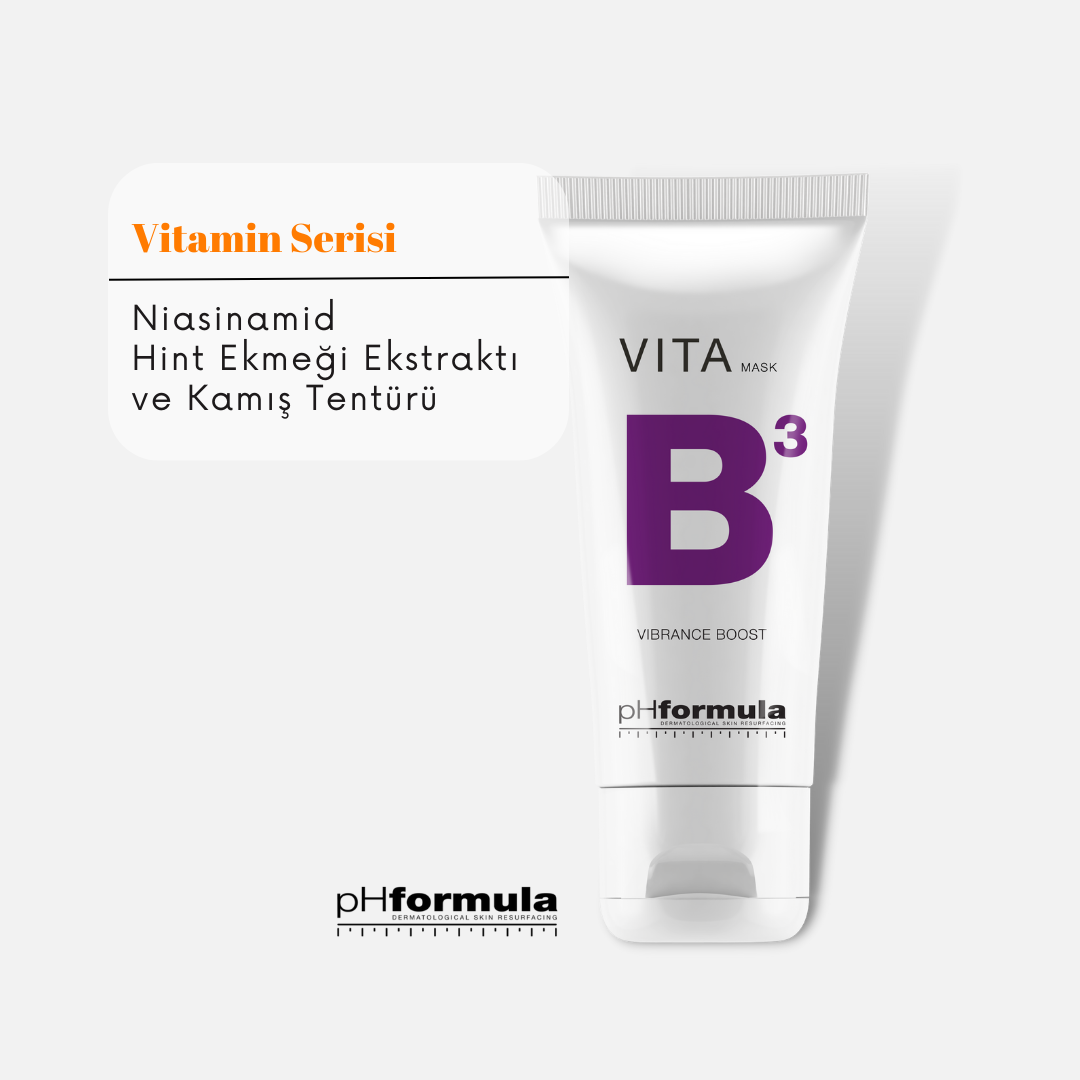 Vitamin Serisi
Niasinamid
Hint Ekmeği Ekstraktı
ve Kamış Tentürü
VITA MASK
B³
VIBRANCE BOOST
pHformula
DERMATOLOGICAL SKIN RESURFACING
pHformula
DERMATOLOGICAL SKIN RESURFACING